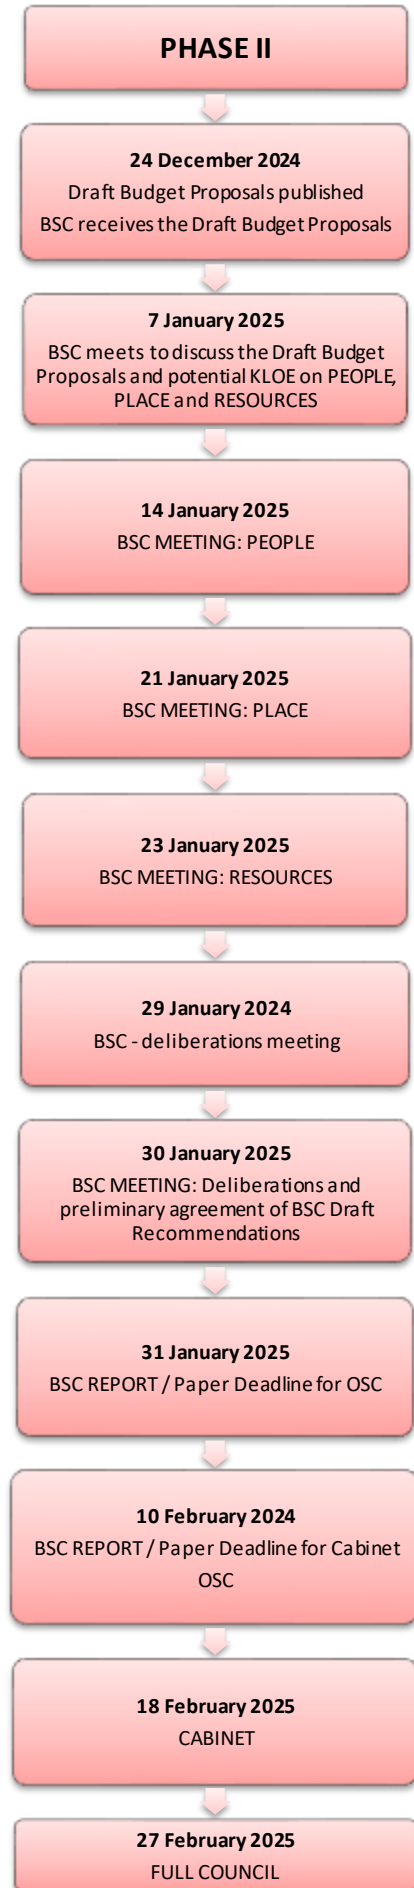 PHASE II
24 December 2024
Draft Budget Proposals published
BSC receives the Draft Budget Proposals
7 January 2025
BSC meets to discuss the Draft Budget
Proposals and potential KLOE on PEOPLE,
PLACE and RESOURCES
14 January 2025
BSC MEETING: PEOPLE
21 January 2025
BSC MEETING: PLACE
23 January 2025
BSC MEETING: RESOURCES
29 January 2024
BSC - deliberations meeting
30 January 2025
BSC MEETING: Deliberations and
preliminary agreement of BSC Draft
Recommendations
31 January 2025
BSC REPORT / Paper Deadline for OSC
10 February 2024
BSC REPORT / Paper Deadline for Cabinet
OSC
18 February 2025
CABINET
27 February 2025
FULL COUNCIL